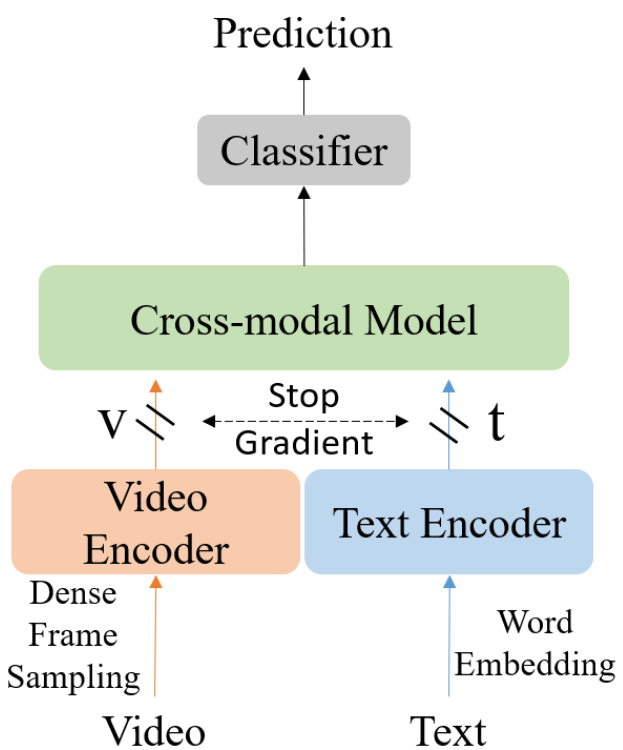 Prediction
Classifier
Cross-modal Model
v
Stop
Gradient
t
Video
Encoder
Text Encoder
Dense
Frame
Sampling
Word
Embedding
Video
Text